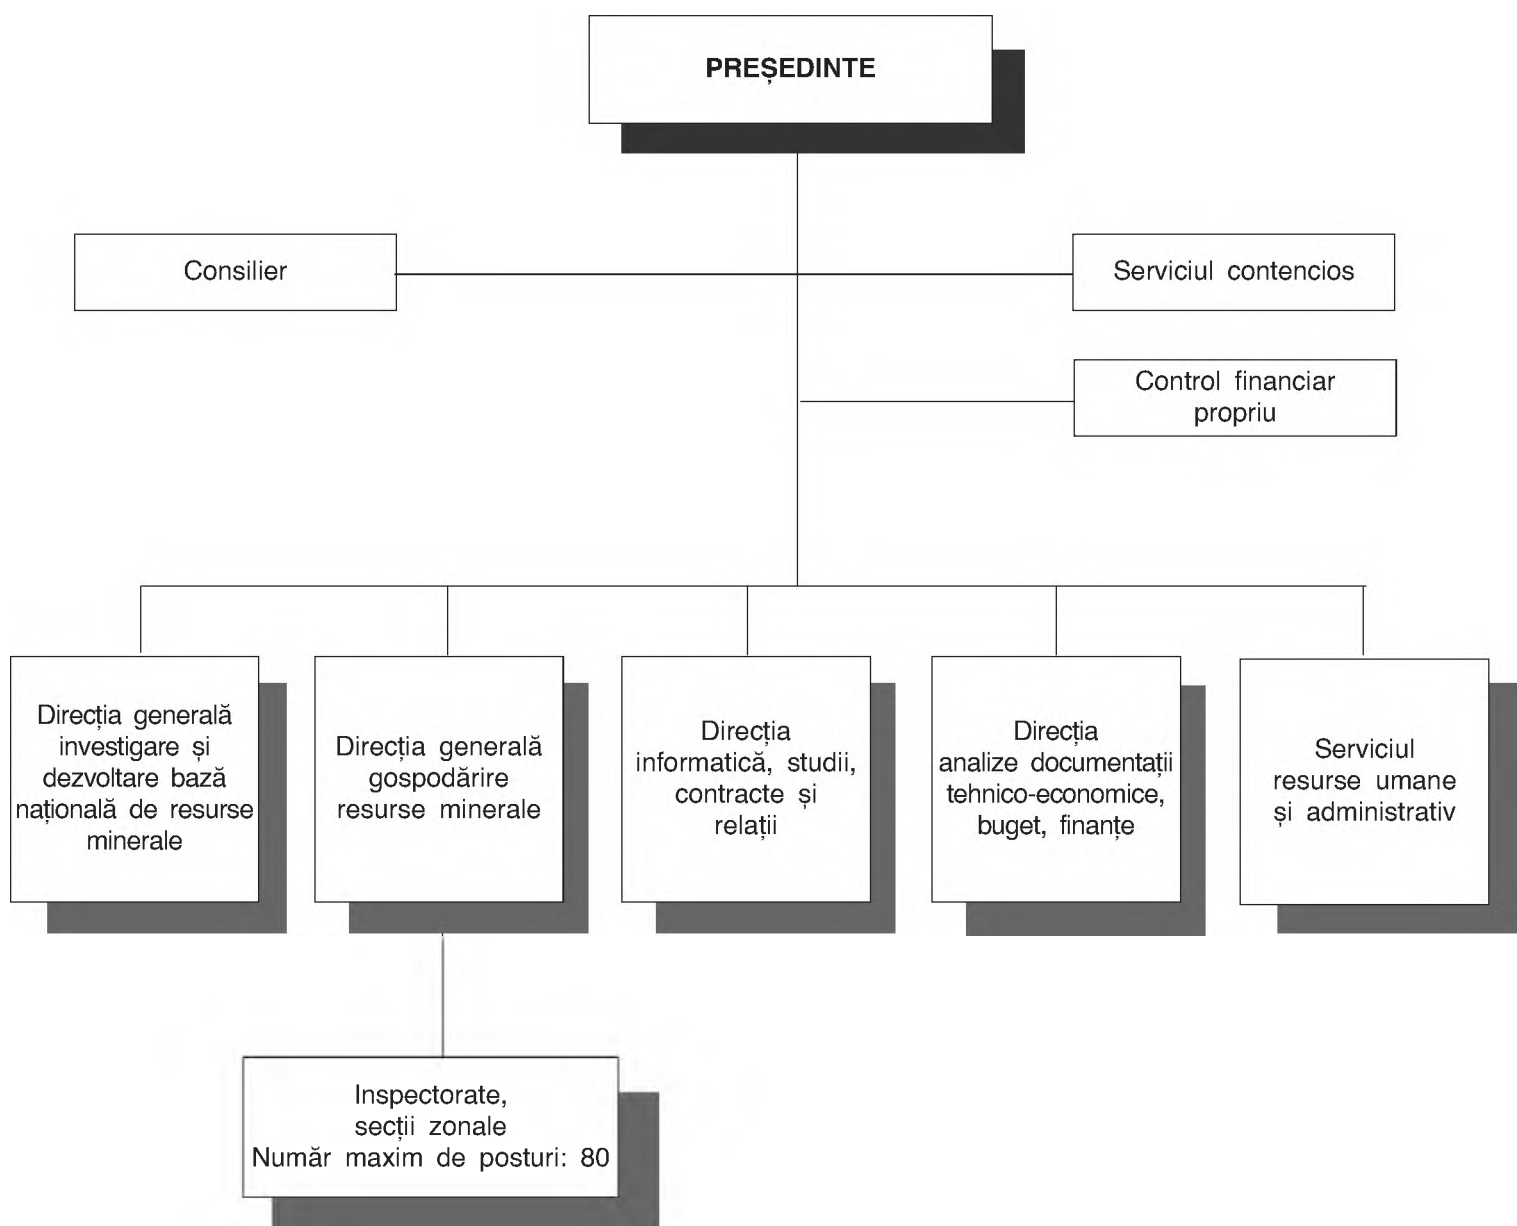 PREȘEDINTE
Consilier
Serviciul contencios
Control financiar
propriu
Direcția generală
investigare și
dezvoltare bază
națională de resurse
minerale
Direcția generală
gospodărire
resurse minerale
Direcția
informatică, studii,
contracte și
relații
Direcția
analize documentații
tehnico-economice,
buget, finanțe
Serviciul
resurse umane
și administrativ
Inspectorate,
secții zonale
Număr maxim de posturi: 80